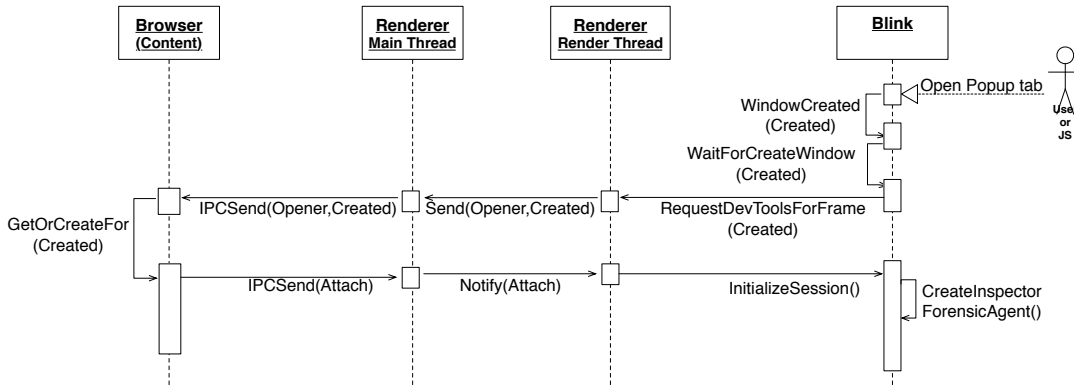 Browser
(Content)
Renderer
Main Thread
Renderer
Render Thread
Blink
Open Popup tab
User
or
JS
WindowCreated
(Created)
WaitForCreateWindow
(Created)
IPCSend(Opener,Created)
Send(Opener,Created)
RequestDevToolsForFrame
(Created)
GetOrCreateFor
(Created)
IPCSend(Attach)
Notify(Attach)
InitializeSession()
CreateInspector
ForensicAgent()